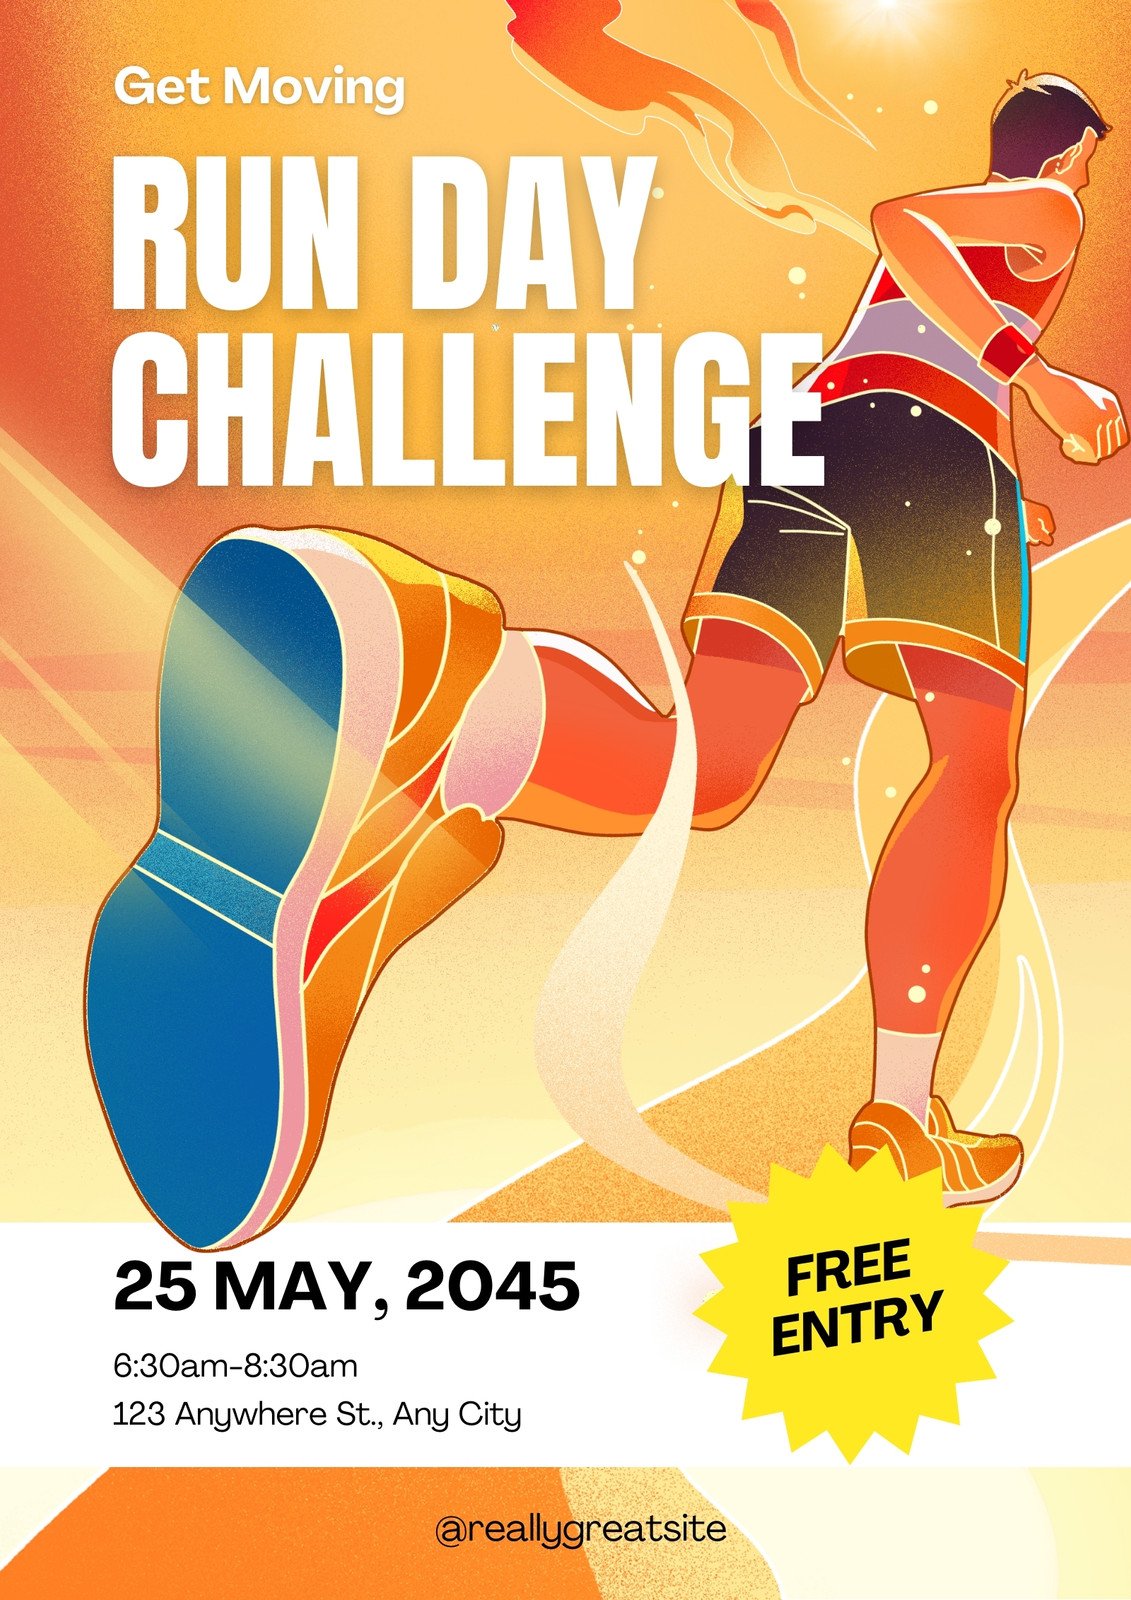 Get Moving
RUN DAY
CHALLENGE
25 MAY, 2045
6:30am-8:30am
123 Anywhere St., Any City
FREE
ENTRY
@reallygreatsite